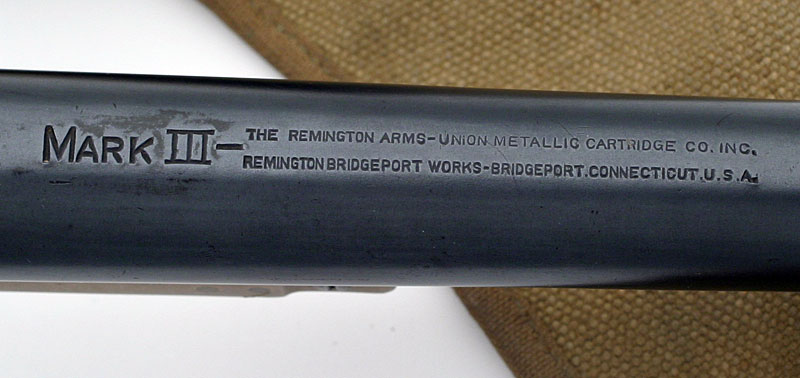 MARK III— THE REMINGTON ARMS-UNION METALLIC CARTRIDGE CO. INC.
REMINGTON BRIDGEPORT WORKS-BRIDGEPORT.CONNECTICUT.U.S.A.